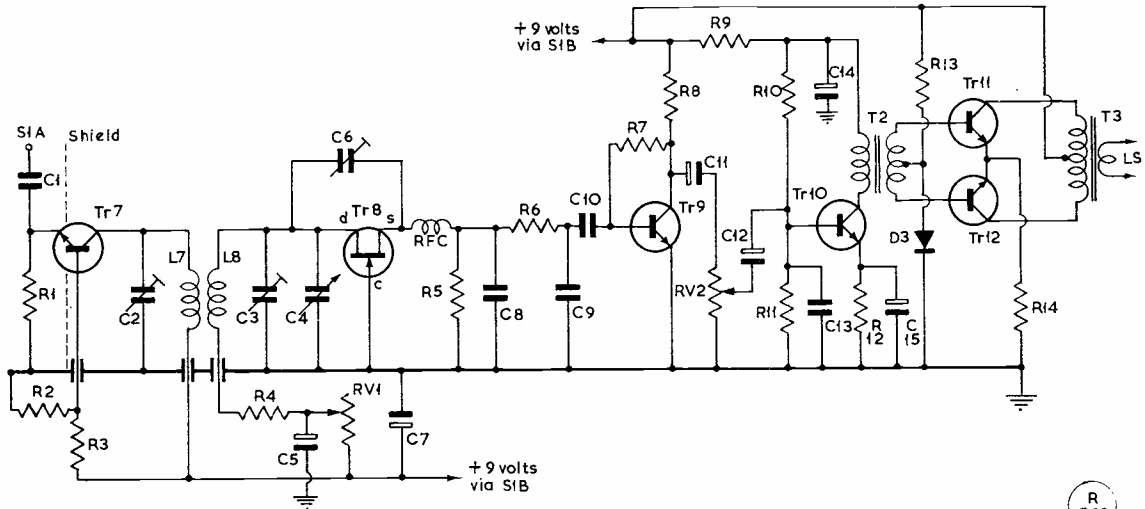 +9 volts
via S1B
R9
C14
R13
Tr11
R8
R10
T2
T3
S1A
Shield
C6
R7
C11
LS
C1
Tr7
Tr8
d
s
RFC
R6
C10
Tr9
Tr10
C12
D3
Tr12
L7
L8
R1
C2
C3
C4
c
R5
C8
C9
RV2
R11
C13
R
12
C
15
R14
R2
R3
R4
RV1
C5
C7
+9 volts
via S1B
R